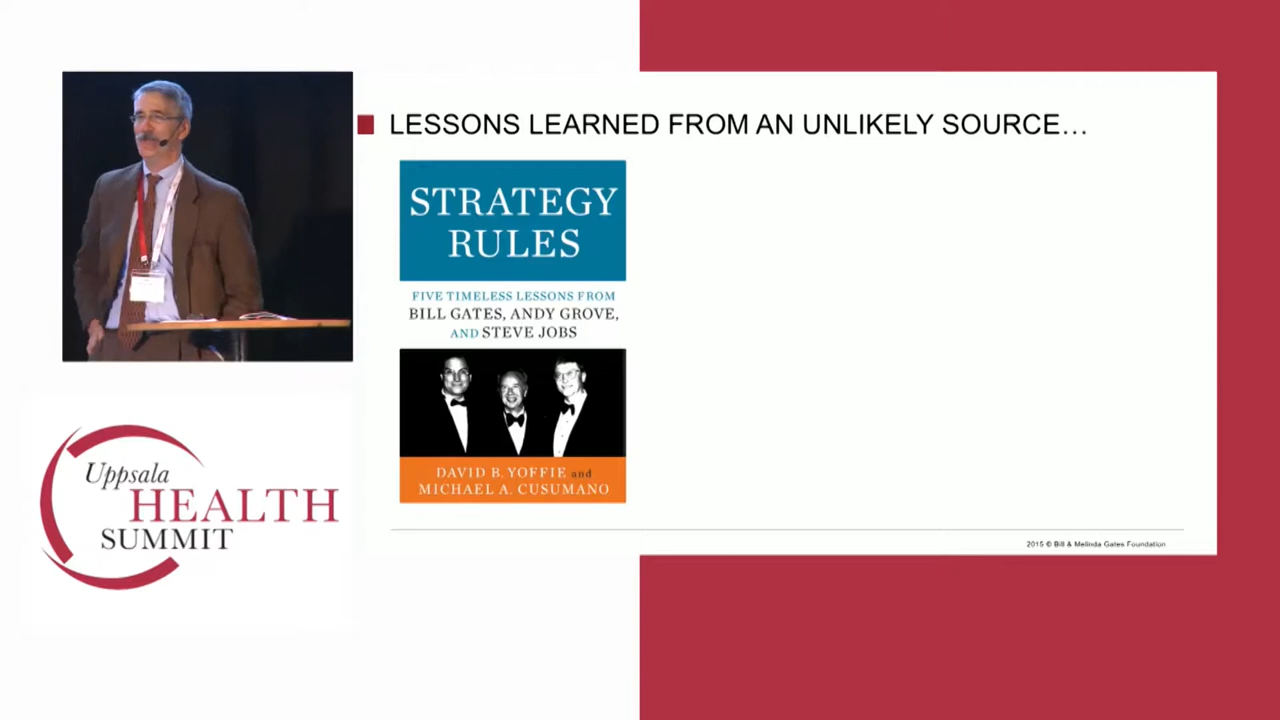 LESSONS LEARNED FROM AN UNLIKELY SOURCE…
STRATEGY
RULES
FIVE TIMELESS LESSONS FROM
BILL GATES, ANDY GROVE,
AND STEVE JOBS
DAVID B. YOFFIE and
MICHAEL A. CUSUMANO
2015 © Bill & Melinda Gates Foundation
Uppsala
HEALTH
SUMMIT